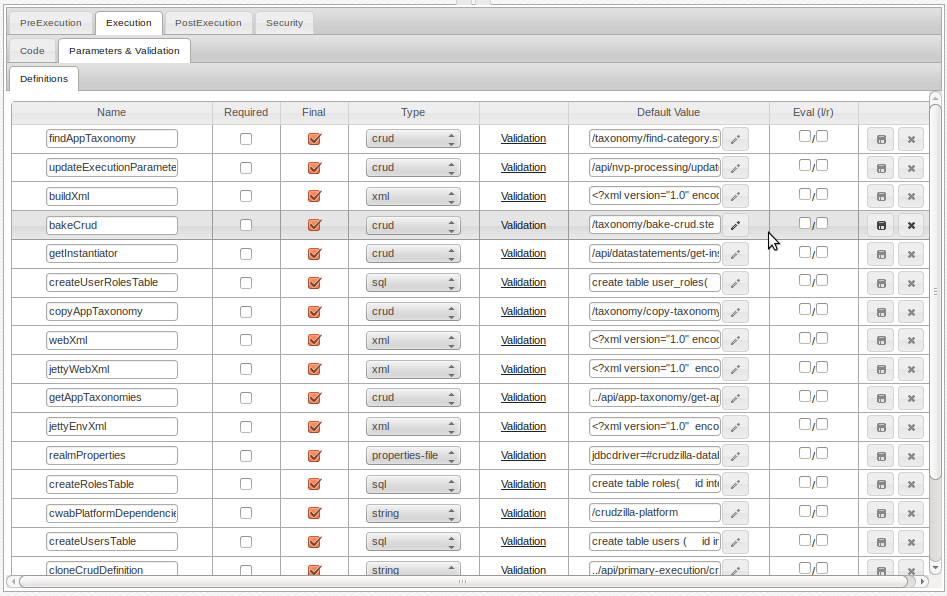 PreExecution Execution PostExecution Security
Code Parameters & Validation
Definitions
Name Required Final Type Default Value Eval (l/r)
findAppTaxonomy crud Validation /taxonomy/find-category.s /
updateExecutionParamete crud Validation /api/nvp-processing/updat /
buildXml xml Validation <?xml version="1.0" encod /
bakeCrud crud Validation /taxonomy/bake-crud.ste /
getInstantiator crud Validation /api/datastatements/get-in /
createUserRolesTable sql Validation create table user_roles( /
copyAppTaxonomy crud Validation /taxonomy/copy-taxonomy /
webXml xml Validation <?xml version="1.0" encod /
jettyWebXml xml Validation <?xml version="1.0" enco /
getAppTaxonomies crud Validation ../api/app-taxonomy/get-a /
jettyEnvXml xml Validation <?xml version="1.0" enco /
realmProperties properties-file Validation jdbcdriver=#crudzilla-datal /
createRolesTable sql Validation create table roles( id int /
cwabPlatformDependencie string Validation /crudzilla-platform /
createUsersTable sql Validation create table users ( id in /
cloneCrudDefinition string Validation ../api/primary-execution/cr /